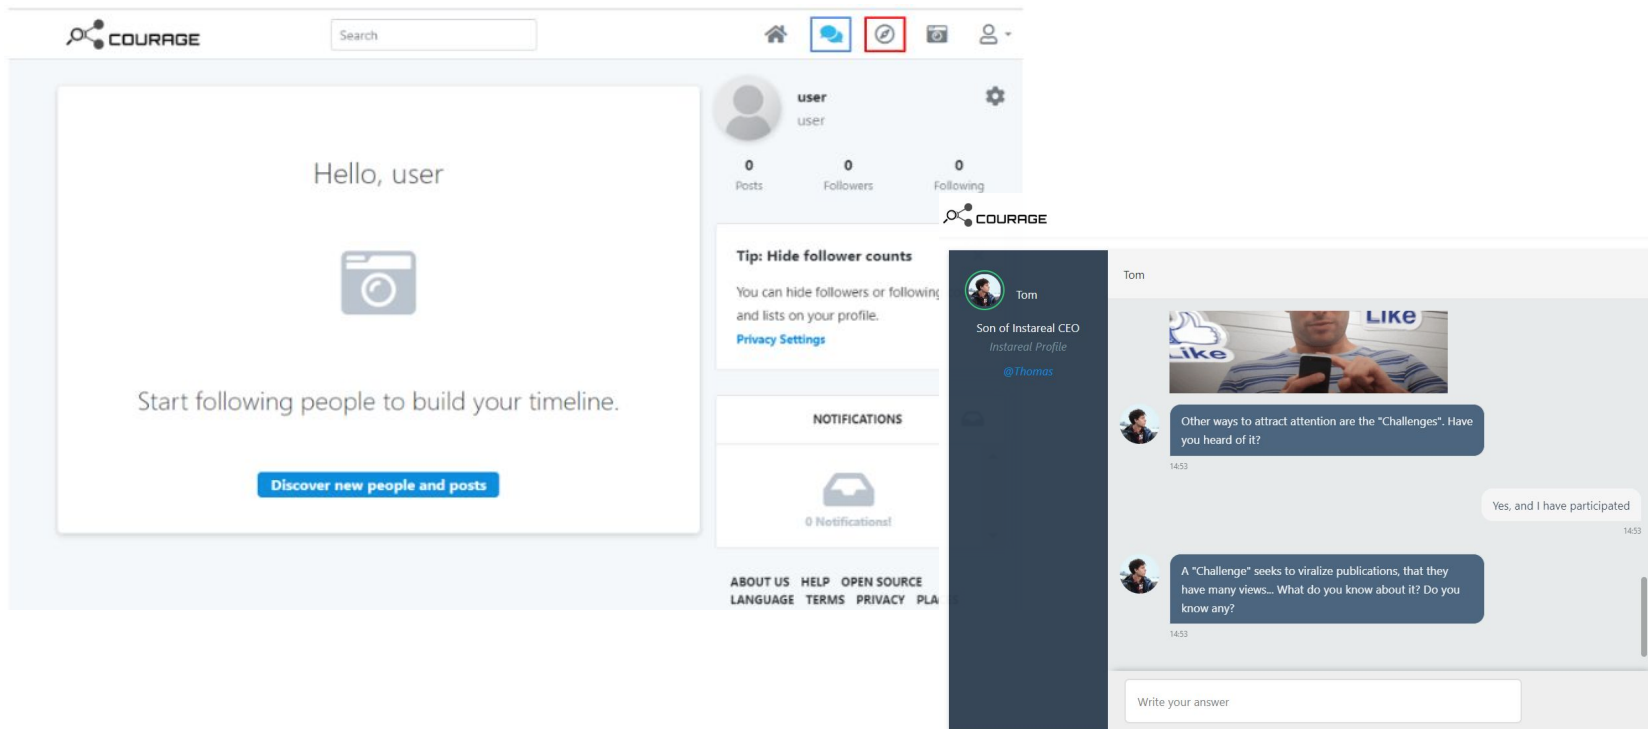 COURAGE
Search
Hello, user
Start following people to build your timeline.
Discover new people and posts
user
user
0 0 0
Posts Followers Following
Tip: Hide follower counts
You can hide followers or following
and lists on your profile.
Privacy Settings
NOTIFICATIONS
0 Notifications!
ABOUT US HELP OPEN SOURCE
LANGUAGE TERMS PRIVACY PLACES
COURAGE
Tom
Son of Instareal CEO
Instareal Profile
@Thomas
Tom
Like
Like
Other ways to attract attention are the "Challenges". Have
you heard of it?
14:53
Yes, and I have participated
14:53
A "Challenge" seeks to viralize publications, that they
have many views... What do you know about it? Do you
know any?
14:53
Write your answer